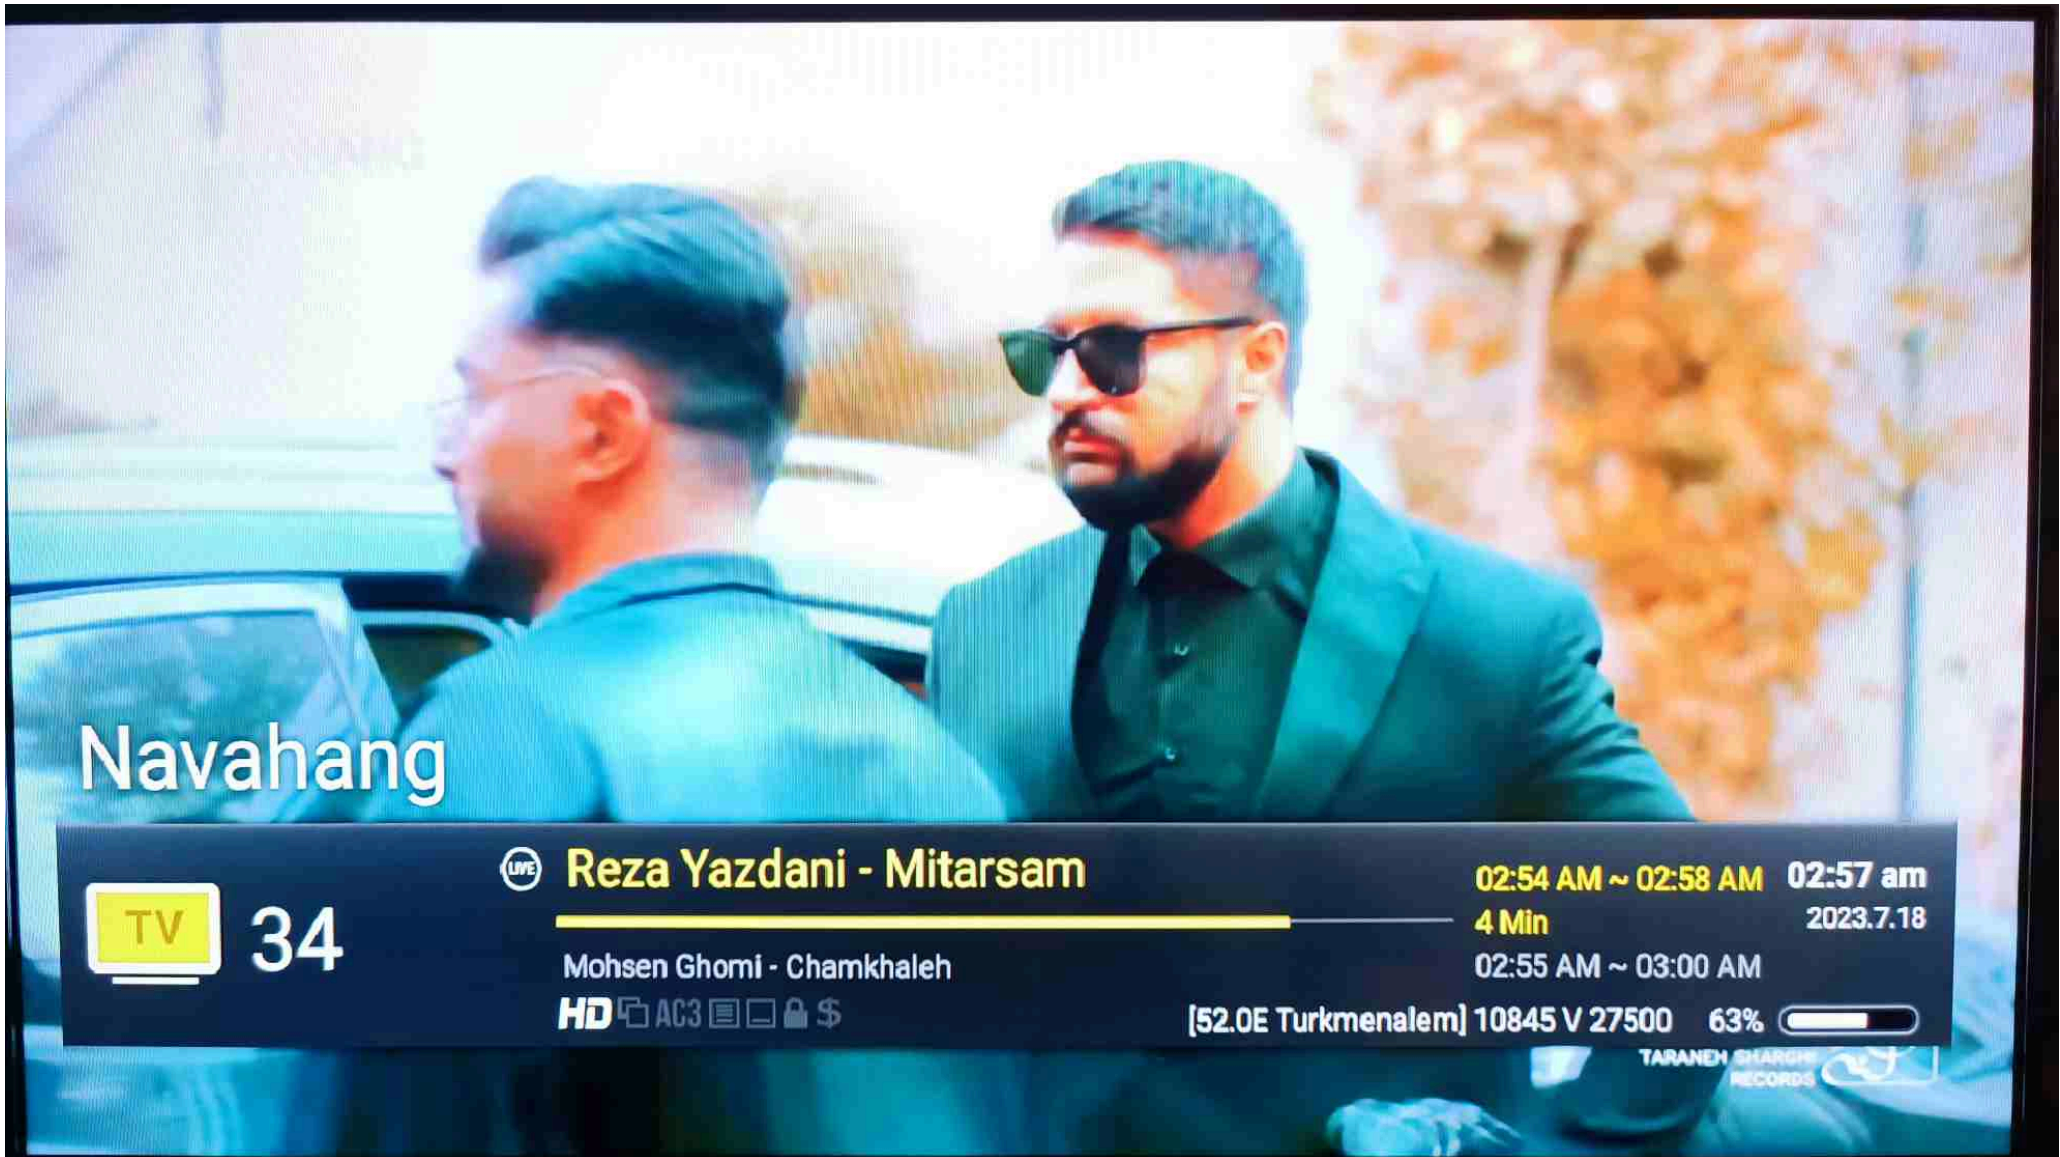 Navahang
TV
34
LIVE
Reza Yazdani - Mitarsam
02:54 AM ~ 02:58 AM
02:57 am
4 Min
2023.7.18
Mohsen Ghomi - Chamkhaleh
02:55 AM ~ 03:00 AM
HD AC3 $
[52.0E Turkmenalem] 10845 V 27500 63%
TARANEH SHARGHI
RECORDS